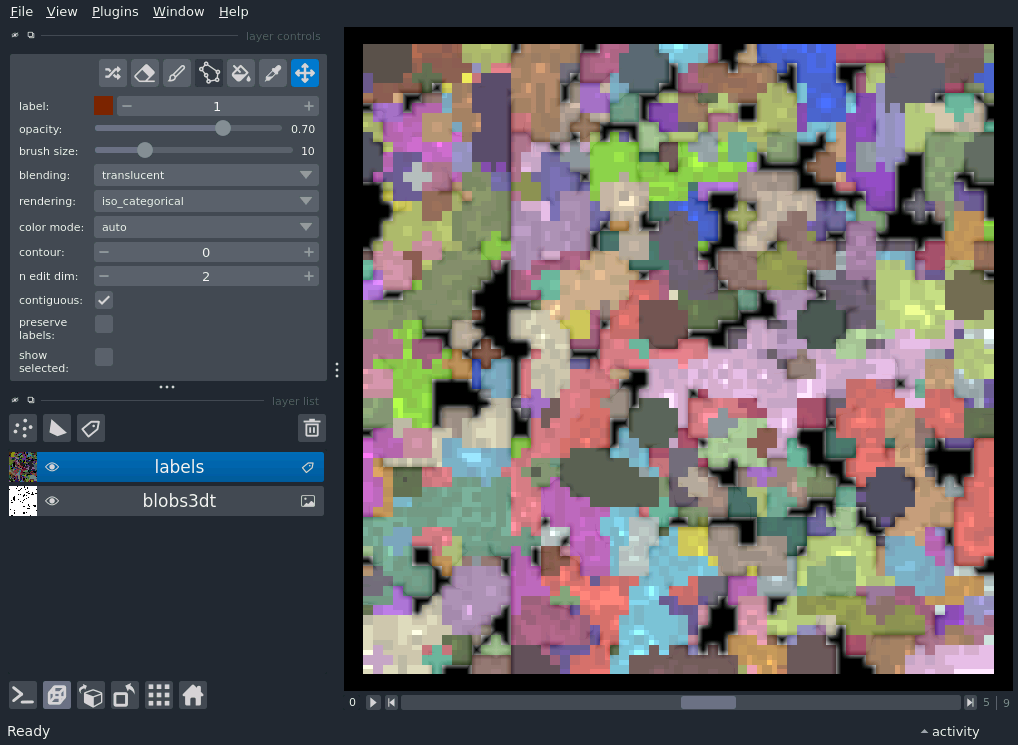 File View Plugins Window Help
layer controls
label: 1
opacity: 0.70
brush size: 10
blending: translucent
rendering: iso_categorical
color mode: auto
contour: 0
n edit dim: 2
contiguous:
preserve
labels:
show
selected:
layer list
labels
blobs3dt
0 5 | 9
Ready activity